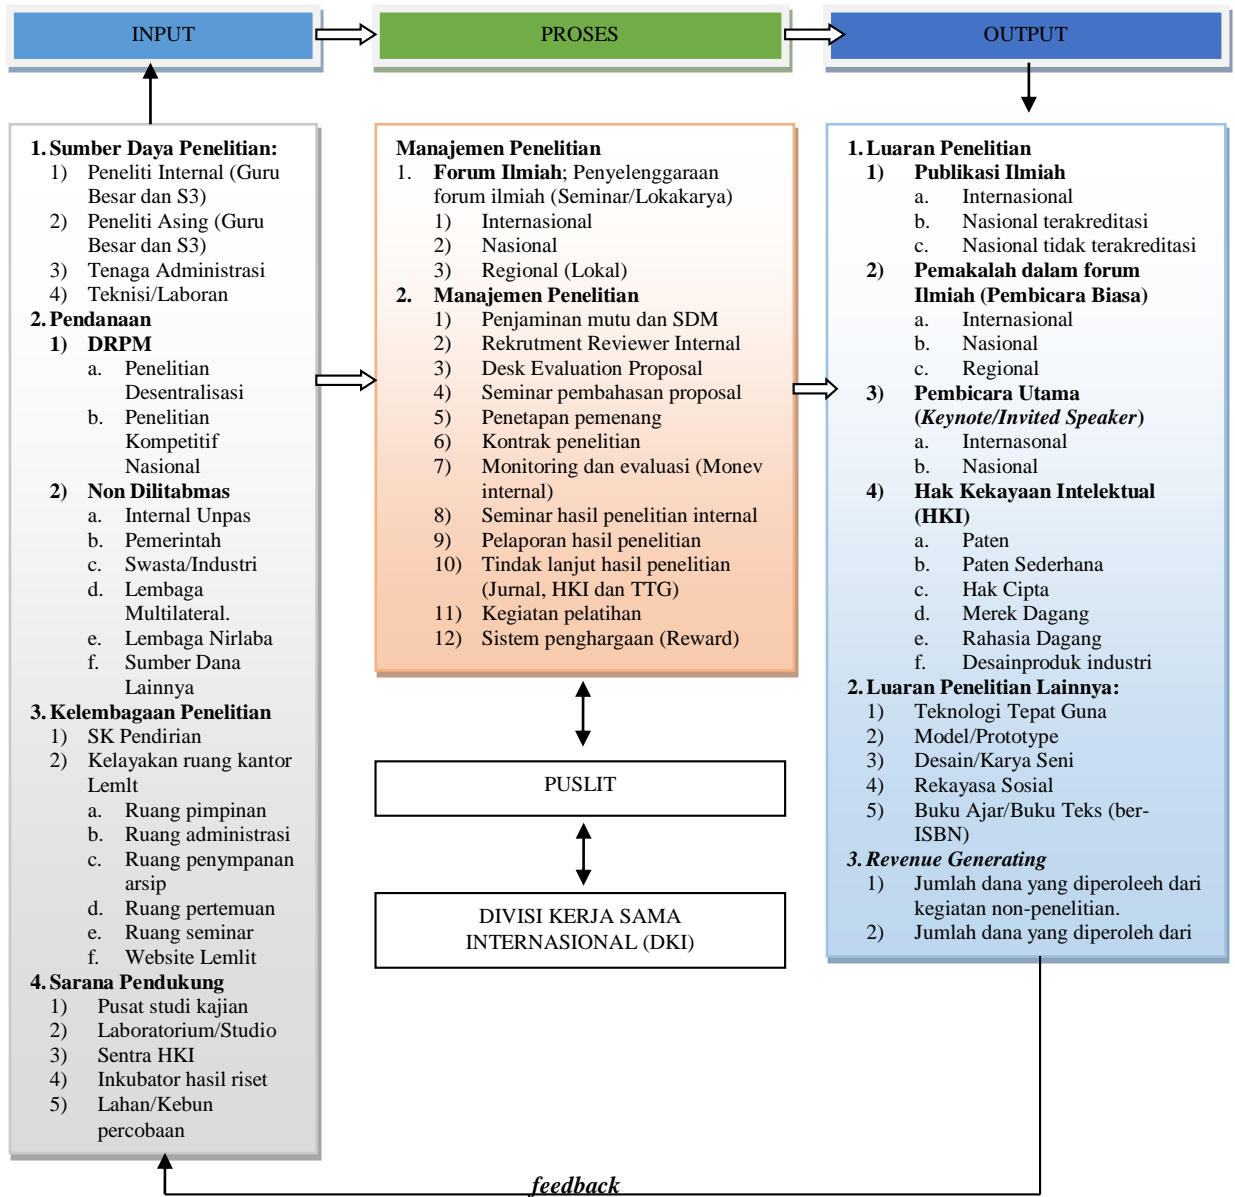 INPUT
PROSES
OUTPUT
1. Sumber Daya Penelitian:
1) Peneliti Internal (Guru
Besar dan S3)
2) Peneliti Asing (Guru
Besar dan S3)
3) Tenaga Administrasi
4) Teknisi/Laboran
2. Pendanaan
1) DRPM
a. Penelitian
Desentralisasi
b. Penelitian
Kompetitif
Nasional
2) Non Dilitabmas
a. Internal Unpas
b. Pemerintah
c. Swasta/Industri
d. Lembaga
Multilateral.
e. Lembaga Nirlaba
f. Sumber Dana
Lainnya
3. Kelembagaan Penelitian
1) SK Pendirian
2) Kelayakan ruang kantor
Lemlt
a. Ruang pimpinan
b. Ruang administrasi
c. Ruang penympanan
arsip
d. Ruang pertemuan
e. Ruang seminar
f. Website Lemlit
4. Sarana Pendukung
1) Pusat studi kajian
2) Laboratorium/Studio
3) Sentra HKI
4) Inkubator hasil riset
5) Lahan/Kebun
percobaan
Manajemen Penelitian
1. Forum Ilmiah; Penyelenggaraan
forum ilmiah (Seminar/Lokakarya)
1) Internasional
2) Nasional
3) Regional (Lokal)
2. Manajemen Penelitian
1) Penjaminan mutu dan SDM
2) Rekrutment Reviewer Internal
3) Desk Evaluation Proposal
4) Seminar pembahasan proposal
5) Penetapan pemenang
6) Kontrak penelitian
7) Monitoring dan evaluasi (Monev
internal)
8) Seminar hasil penelitian internal
9) Pelaporan hasil penelitian
10) Tindak lanjut hasil penelitian
(Jurnal, HKI dan TTG)
11) Kegiatan pelatihan
12) Sistem penghargaan (Reward)
PUSLIT
DIVISI KERJA SAMA
INTERNASIONAL (DKI)
1. Luaran Penelitian
1) Publikasi Ilmiah
a. Internasional
b. Nasional terakreditasi
c. Nasional tidak terakreditasi
2) Pemakalah dalam forum
Ilmiah (Pembicara Biasa)
a. Internasional
b. Nasional
c. Regional
3) Pembicara Utama
(Keynote/Invited Speaker)
a. Internasonal
b. Nasional
4) Hak Kekayaan Intelektual
(HKI)
a. Paten
b. Paten Sederhana
c. Hak Cipta
d. Merek Dagang
e. Rahasia Dagang
f. Desainproduk industri
2. Luaran Penelitian Lainnya:
1) Teknologi Tepat Guna
2) Model/Prototype
3) Desain/Karya Seni
4) Rekayasa Sosial
5) Buku Ajar/Buku Teks (ber-
ISBN)
3. Revenue Generating
1) Jumlah dana yang diperoleeh dari
kegiatan non-penelitian.
2) Jumlah dana yang diperoleh dari
feedback